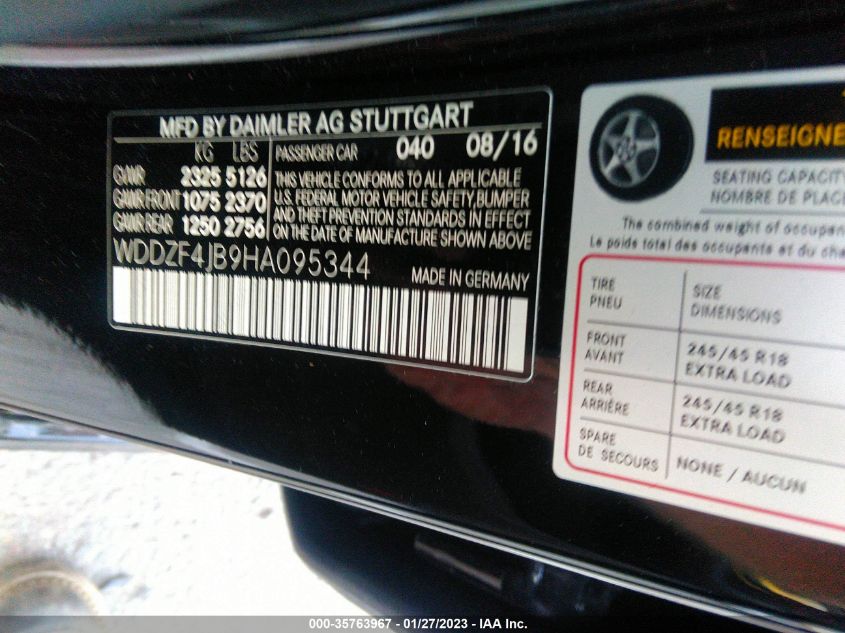 MFD BY DAIMLER AG STUTTGART
KG LBS
GVWR 2325 5126
GAWR FRONT 1075 2370
GAWR REAR 1250 2756
PASSENGER CAR 040 08/16
THIS VEHICLE CONFORMS TO ALL APPLICABLE
U.S. FEDERAL MOTOR VEHICLE SAFETY, BUMPER
AND THEFT PREVENTION STANDARDS IN EFFECT
ON THE DATE OF MANUFACTURE SHOWN ABOVE
WDDZF4JB9HA095344
MADE IN GERMANY
RENSEIGNE
SEATING CAPACITY
NOMBRE DE PLACE
The combined weight of occupan
Le poids total des occupants et du cha
TIRE PNEU SIZE DIMENSIONS
FRONT AVANT 245/45 R18 EXTRA LOAD
REAR ARRIÈRE 245/45 R18 EXTRA LOAD
SPARE DE SECOURS NONE / AUCUN
000-35763967 - 01/27/2023 - IAA Inc.